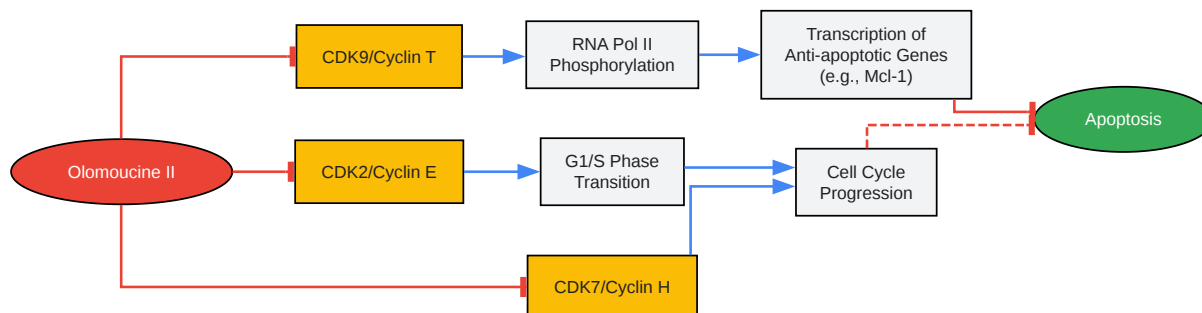 CDK9/Cyclin T
RNA Pol II
Phosphorylation
Transcription of
Anti-apoptotic Genes
(e.g., Mcl-1)
Apoptosis
Olomoucine II
CDK2/Cyclin E
G1/S Phase
Transition
Cell Cycle
Progression
CDK7/Cyclin H